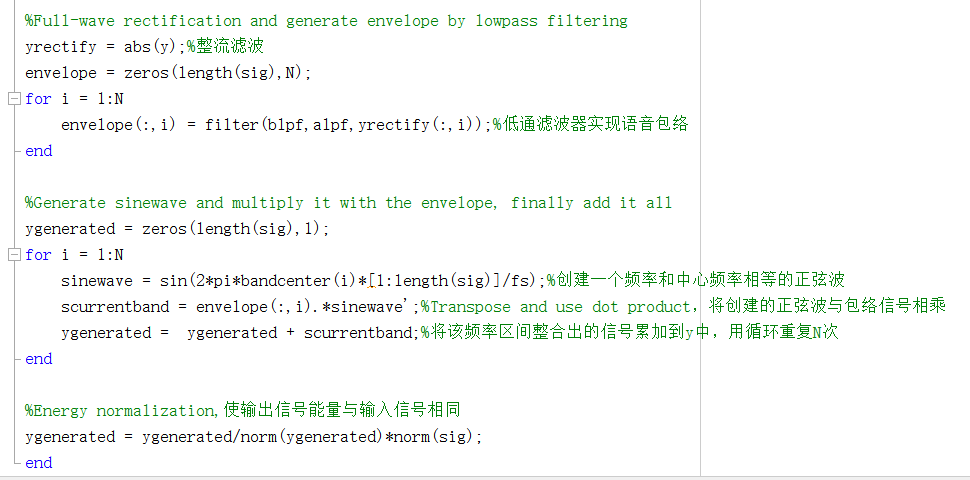 %Full-wave rectification and generate envelope by lowpass filtering
yrectify = abs(y);%整流滤波
envelope = zeros(length(sig),N);
for i = 1:N
envelope(:,i) = filter(blpf,alpf,yrectify(:,i));%低通滤波器实现语音包络
end
%Generate sinewave and multiply it with the envelope, finally add it all
ygenerated = zeros(length(sig),1);
for i = 1:N
sinewave = sin(2*pi*bandcenter(i)*[1:length(sig)]/fs);%创建一个频率和中心频率相等的正弦波
scurrentband = envelope(:,i).*sinewave';%Transpose and use dot product，将创建的正弦波与包络信号相乘
ygenerated =  ygenerated + scurrentband;%将该频率区间整合出的信号累加到y中，用循环重复N次
end
%Energy normalization,使输出信号能量与输入信号相同
ygenerated = ygenerated/norm(ygenerated)*norm(sig);
end